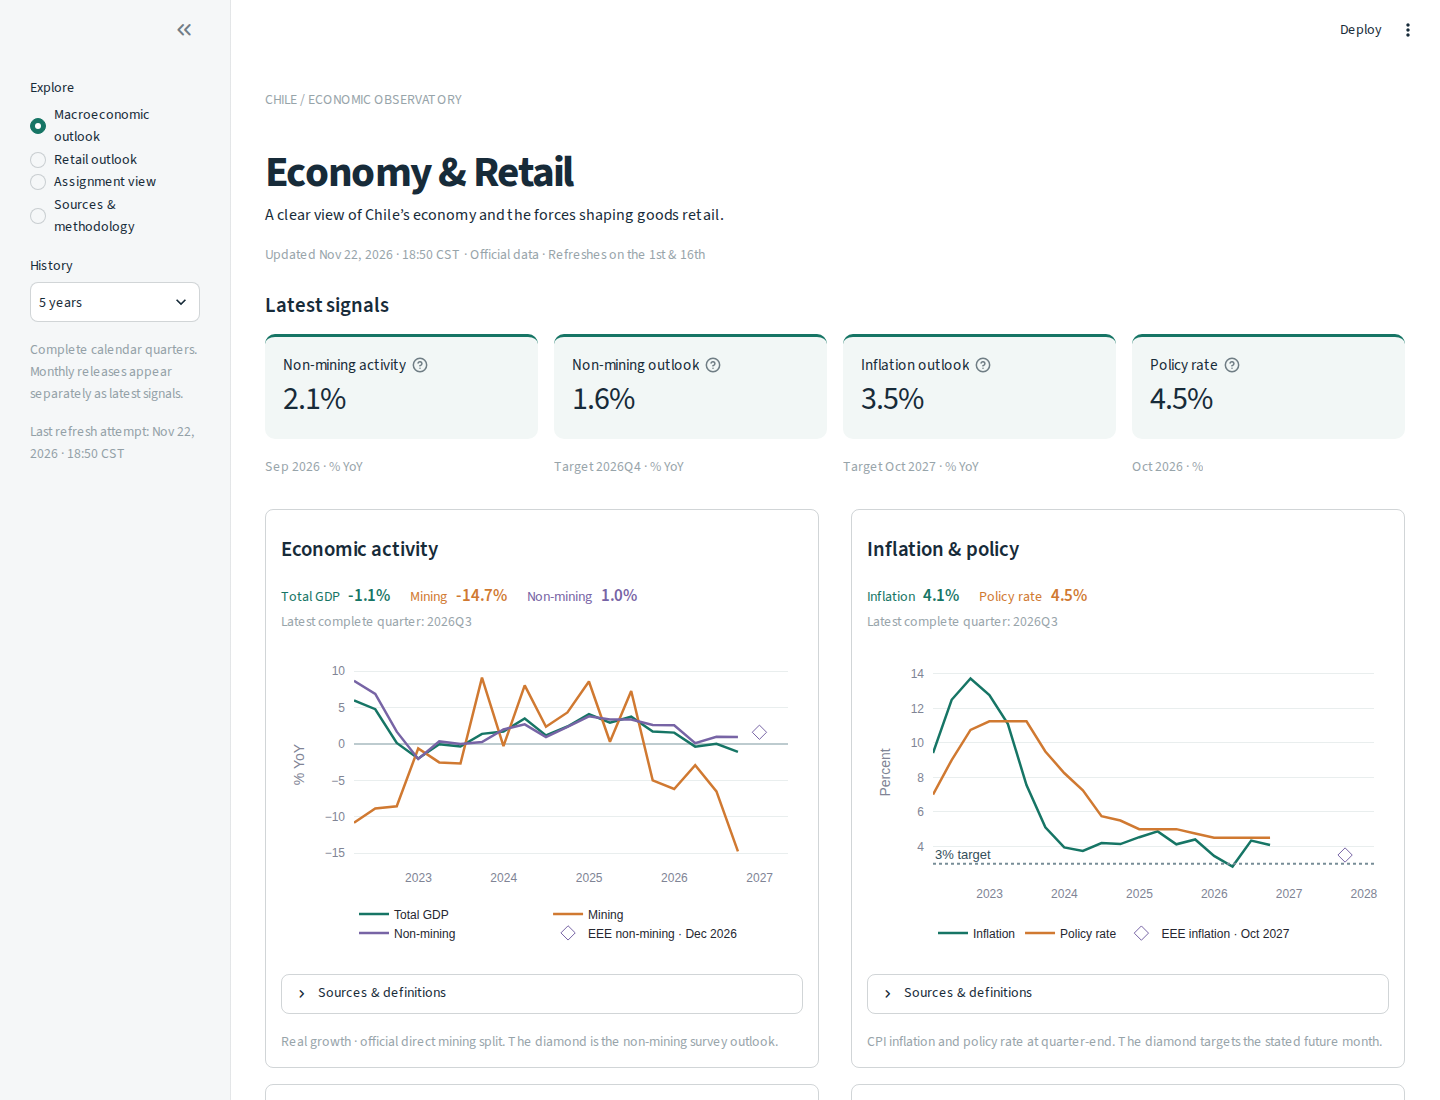 Deploy
Explore
Macroeconomic
outlook
Retail outlook
Assignment view
Sources &
methodology
History
5 years
Complete calendar quarters.
Monthly releases appear
separately as latest signals.
Last refresh attempt: Nov 22,
2026 · 18:50 CST
CHILE / ECONOMIC OBSERVATORY
Economy & Retail
A clear view of Chile’s economy and the forces shaping goods retail.
Updated Nov 22, 2026 · 18:50 CST · Official data · Refreshes on the 1st & 16th
Latest signals
Non-mining activity
2.1%
Sep 2026 · % YoY
Non-mining outlook
1.6%
Target 2026Q4 · % YoY
Inflation outlook
3.5%
Target Oct 2027 · % YoY
Policy rate
4.5%
Oct 2026 · %
Economic activity
Total GDP -1.1% Mining -14.7% Non-mining 1.0%
Latest complete quarter: 2026Q3
10
5
0
−5
−10
−15
% YoY
2023 2024 2025 2026 2027
Total GDP Mining
Non-mining EEE non-mining · Dec 2026
Sources & definitions
Real growth · official direct mining split. The diamond is the non-mining survey outlook.
Inflation & policy
Inflation 4.1% Policy rate 4.5%
Latest complete quarter: 2026Q3
14
12
10
8
6
4
Percent
3% target
2023 2024 2025 2026 2027 2028
Inflation Policy rate EEE inflation · Oct 2027
Sources & definitions
CPI inflation and policy rate at quarter-end. The diamond targets the stated future month.